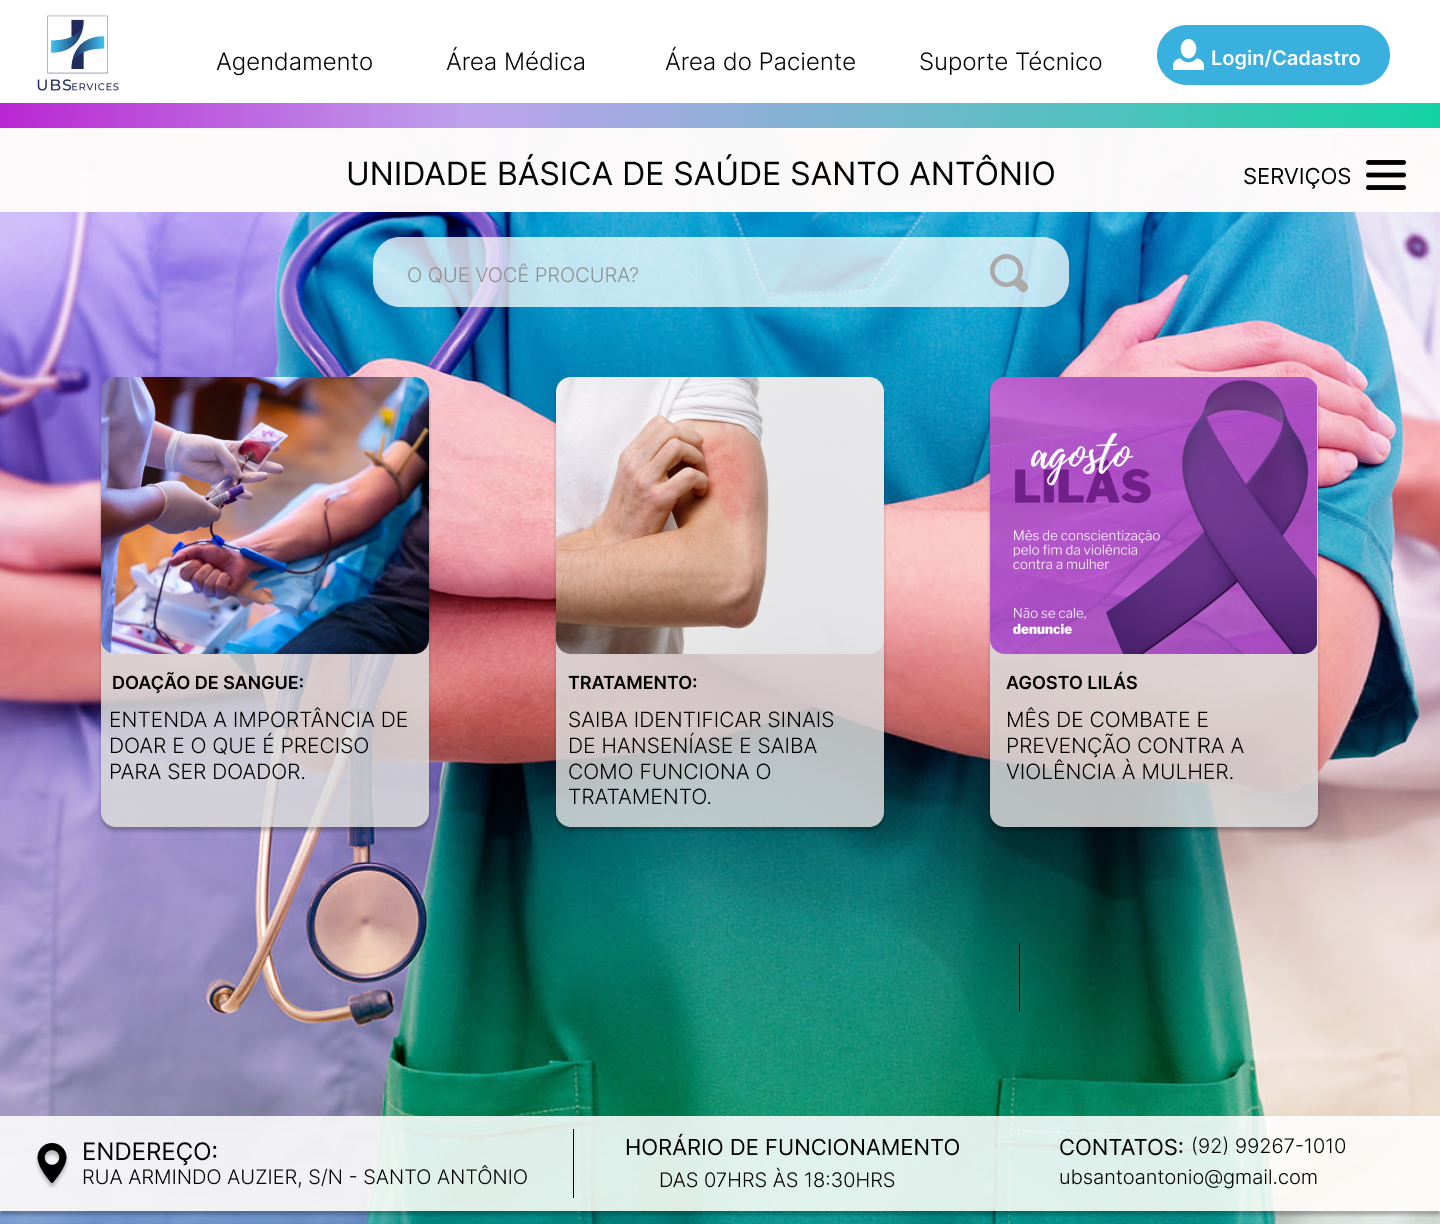 UBServices
Agendamento
Área Médica
Área do Paciente
Suporte Técnico
Login/Cadastro
UNIDADE BÁSICA DE SAÚDE SANTO ANTÔNIO
SERVIÇOS
O QUE VOCÊ PROCURA?
agosto
LILÁS
Mês de conscientização
pelo fim da violência
contra a mulher
Não se cale,
denuncie
DOAÇÃO DE SANGUE:
ENTENDA A IMPORTÂNCIA DE
DOAR E O QUE É PRECISO
PARA SER DOADOR.
TRATAMENTO:
SAIBA IDENTIFICAR SINAIS
DE HANSENÍASE E SAIBA
COMO FUNCIONA O
TRATAMENTO.
AGOSTO LILÁS
MÊS DE COMBATE E
PREVENÇÃO CONTRA A
VIOLÊNCIA À MULHER.
ENDEREÇO:
RUA ARMINDO AUZIER, S/N - SANTO ANTÔNIO
HORÁRIO DE FUNCIONAMENTO
DAS 07HRS ÀS 18:30HRS
CONTATOS: (92) 99267-1010
ubsantoantonio@gmail.com